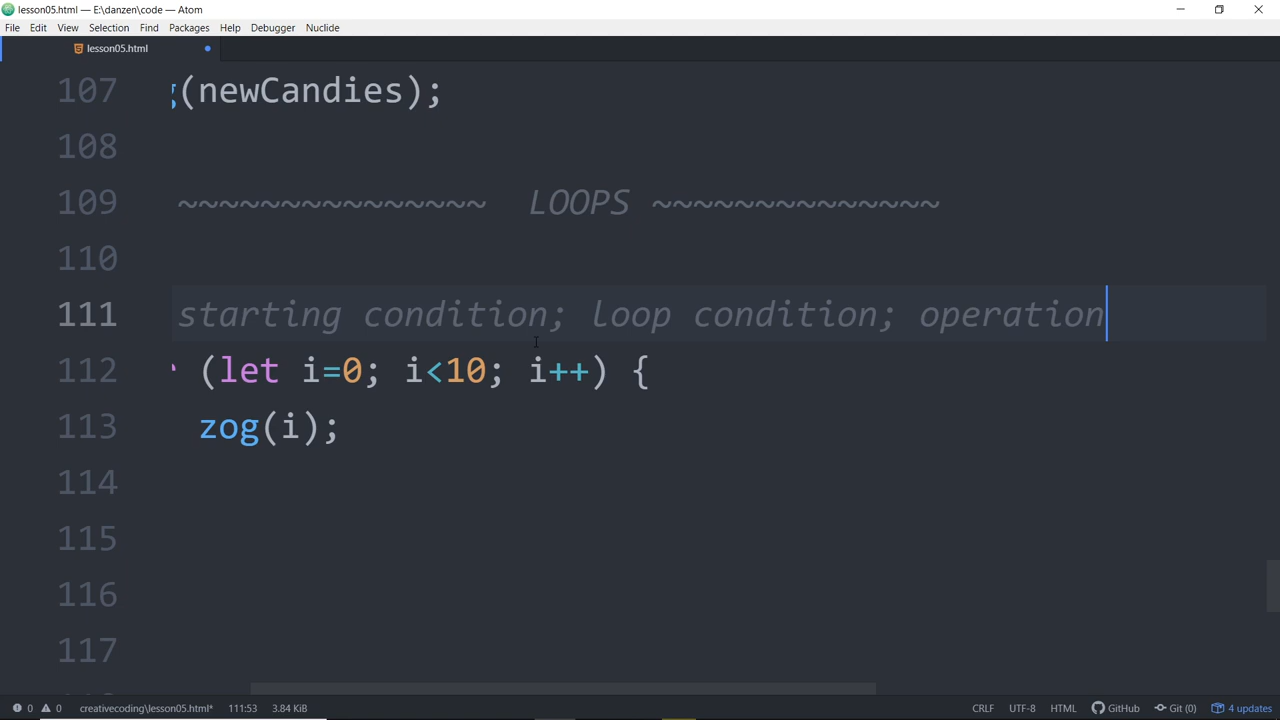 lesson05.html — E:\danzen\code — Atom
File Edit View Selection Find Packages Help Debugger Nuclide
lesson05.html
107 g(newCandies);
108
109 ~~~~~~~~~~~~~~~ LOOPS ~~~~~~~~~~~~~~
110
111 starting condition; loop condition; operation
112 (let i=0; i<10; i++) {
113 zog(i);
114
115
116
117
0 0 creativecoding\lesson05.html* 111:53 3.84 KiB CRLF UTF-8 HTML GitHub Git (0) 4 updates